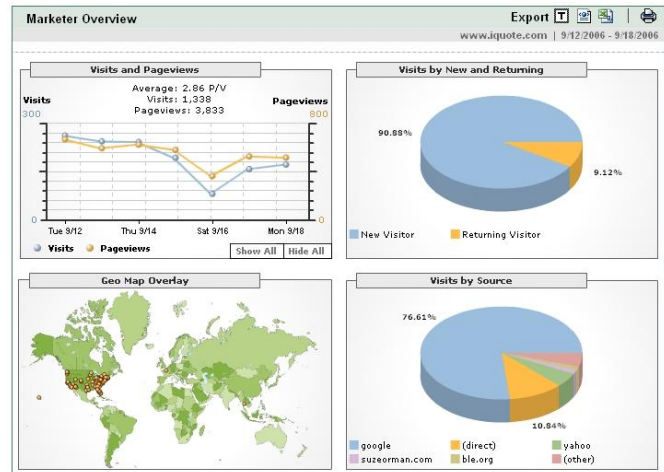 Marketer Overview
Export T
www.iquote.com | 9/12/2006 - 9/18/2006
Visits and Pageviews
Average: 2.86 P/V
Visits: 1,338
Pageviews: 3,833
Visits
Pageviews
300
800
0
0
Tue 9/12
Thu 9/14
Sat 9/16
Mon 9/18
Visits
Pageviews
Show All
Hide All
Visits by New and Returning
90.88%
9.12%
New Visitor
Returning Visitor
Geo Map Overlay
Visits by Source
76.61%
10.84%
google
(direct)
yahoo
suzeorman.com
ble.org
(other)